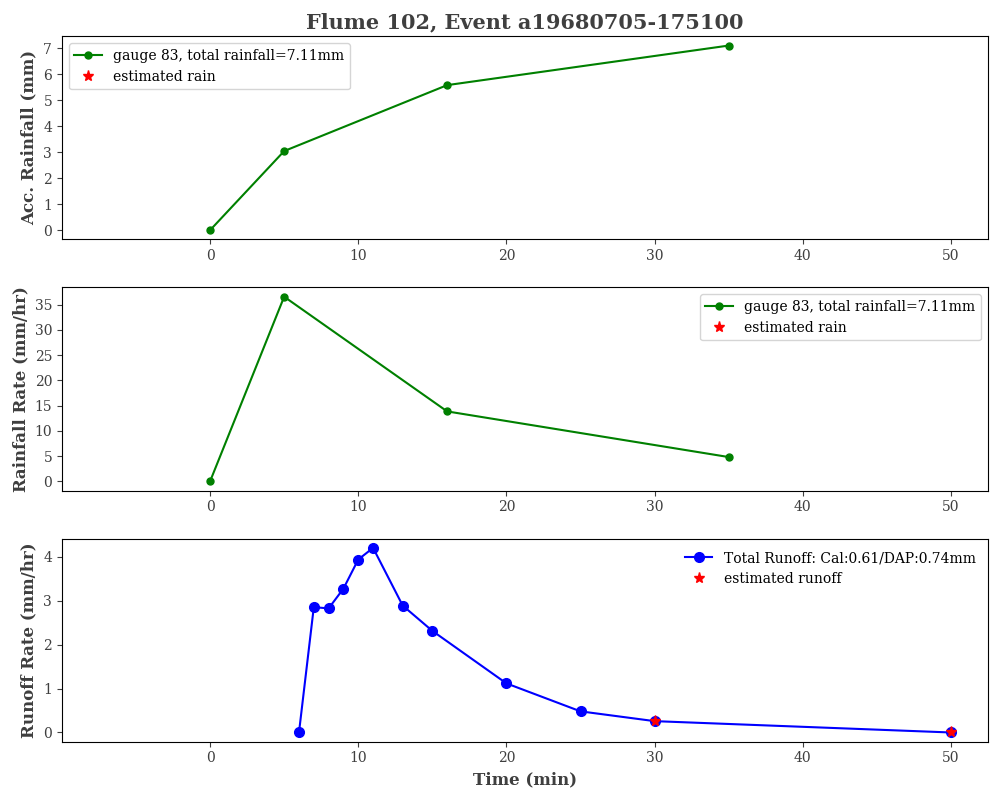 Flume 102, Event a19680705-175100
Acc. Rainfall (mm)
7
6
5
4
3
2
1
0
gauge 83, total rainfall=7.11mm
estimated rain
0 10 20 30 40 50
Rainfall Rate (mm/hr)
35
30
25
20
15
10
5
0
gauge 83, total rainfall=7.11mm
estimated rain
0 10 20 30 40 50
Runoff Rate (mm/hr)
4
3
2
1
0
Total Runoff: Cal:0.61/DAP:0.74mm
estimated runoff
0 10 20 30 40 50
Time (min)